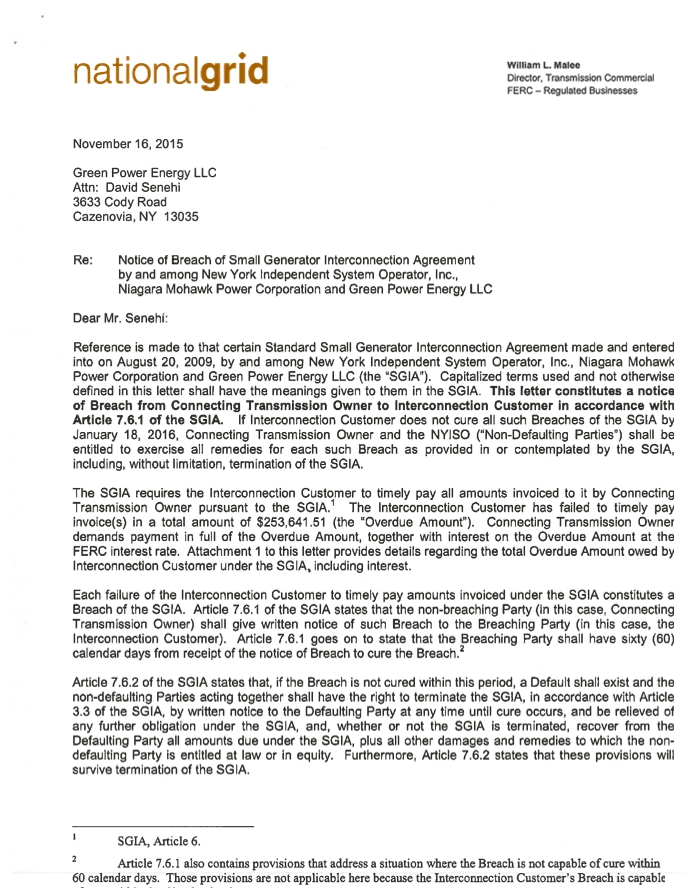 nationalgrid
William L. Malee
Director, Transmission Commercial
FERC – Regulated Businesses
November 16, 2015
Green Power Energy LLC
Attn: David Senehi
3633 Cody Road
Cazenovia, NY 13035
Re: Notice of Breach of Small Generator Interconnection Agreement
by and among New York Independent System Operator, Inc.,
Niagara Mohawk Power Corporation and Green Power Energy LLC
Dear Mr. Senehi:
Reference is made to that certain Standard Small Generator Interconnection Agreement made and entered
into on August 20, 2009, by and among New York Independent System Operator, Inc., Niagara Mohawk
Power Corporation and Green Power Energy LLC (the “SGIA”). Capitalized terms used and not otherwise
defined in this letter shall have the meanings given to them in the SGIA. This letter constitutes a notice
of Breach from Connecting Transmission Owner to Interconnection Customer in accordance with
Article 7.6.1 of the SGIA. If Interconnection Customer does not cure all such Breaches of the SGIA by
January 18, 2016, Connecting Transmission Owner and the NYISO (“Non-Defaulting Parties”) shall be
entitled to exercise all remedies for each such Breach as provided in or contemplated by the SGIA,
including, without limitation, termination of the SGIA.
The SGIA requires the Interconnection Customer to timely pay all amounts invoiced to it by Connecting
Transmission Owner pursuant to the SGIA.1 The Interconnection Customer has failed to timely pay
invoice(s) in a total amount of $253,641.51 (the “Overdue Amount”). Connecting Transmission Owner
demands payment in full of the Overdue Amount, together with interest on the Overdue Amount at the
FERC interest rate. Attachment 1 to this letter provides details regarding the total Overdue Amount owed by
Interconnection Customer under the SGIA, including interest.
Each failure of the Interconnection Customer to timely pay amounts invoiced under the SGIA constitutes a
Breach of the SGIA. Article 7.6.1 of the SGIA states that the non-breaching Party (in this case, Connecting
Transmission Owner) shall give written notice of such Breach to the Breaching Party (in this case, the
Interconnection Customer). Article 7.6.1 goes on to state that the Breaching Party shall have sixty (60)
calendar days from receipt of the notice of Breach to cure the Breach.2
Article 7.6.2 of the SGIA states that, if the Breach is not cured within this period, a Default shall exist and the
non-defaulting Parties acting together shall have the right to terminate the SGIA, in accordance with Article
3.3 of the SGIA, by written notice to the Defaulting Party at any time until cure occurs, and be relieved of
any further obligation under the SGIA, and, whether or not the SGIA is terminated, recover from the
Defaulting Party all amounts due under the SGIA, plus all other damages and remedies to which the non-
defaulting Party is entitled at law or in equity. Furthermore, Article 7.6.2 states that these provisions will
survive termination of the SGIA.
1 SGIA, Article 6.
2 Article 7.6.1 also contains provisions that address a situation where the Breach is not capable of cure within
60 calendar days. Those provisions are not applicable here because the Interconnection Customer’s Breach is capable